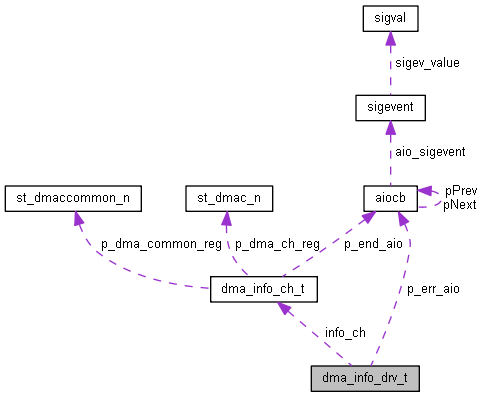 sigval
sigev_value
sigevent
aio_sigevent
st_dmaccommon_n
st_dmac_n
aiocb
pPrev
pNext
p_dma_common_reg
p_dma_ch_reg
p_end_aio
dma_info_ch_t
p_err_aio
info_ch
dma_info_drv_t